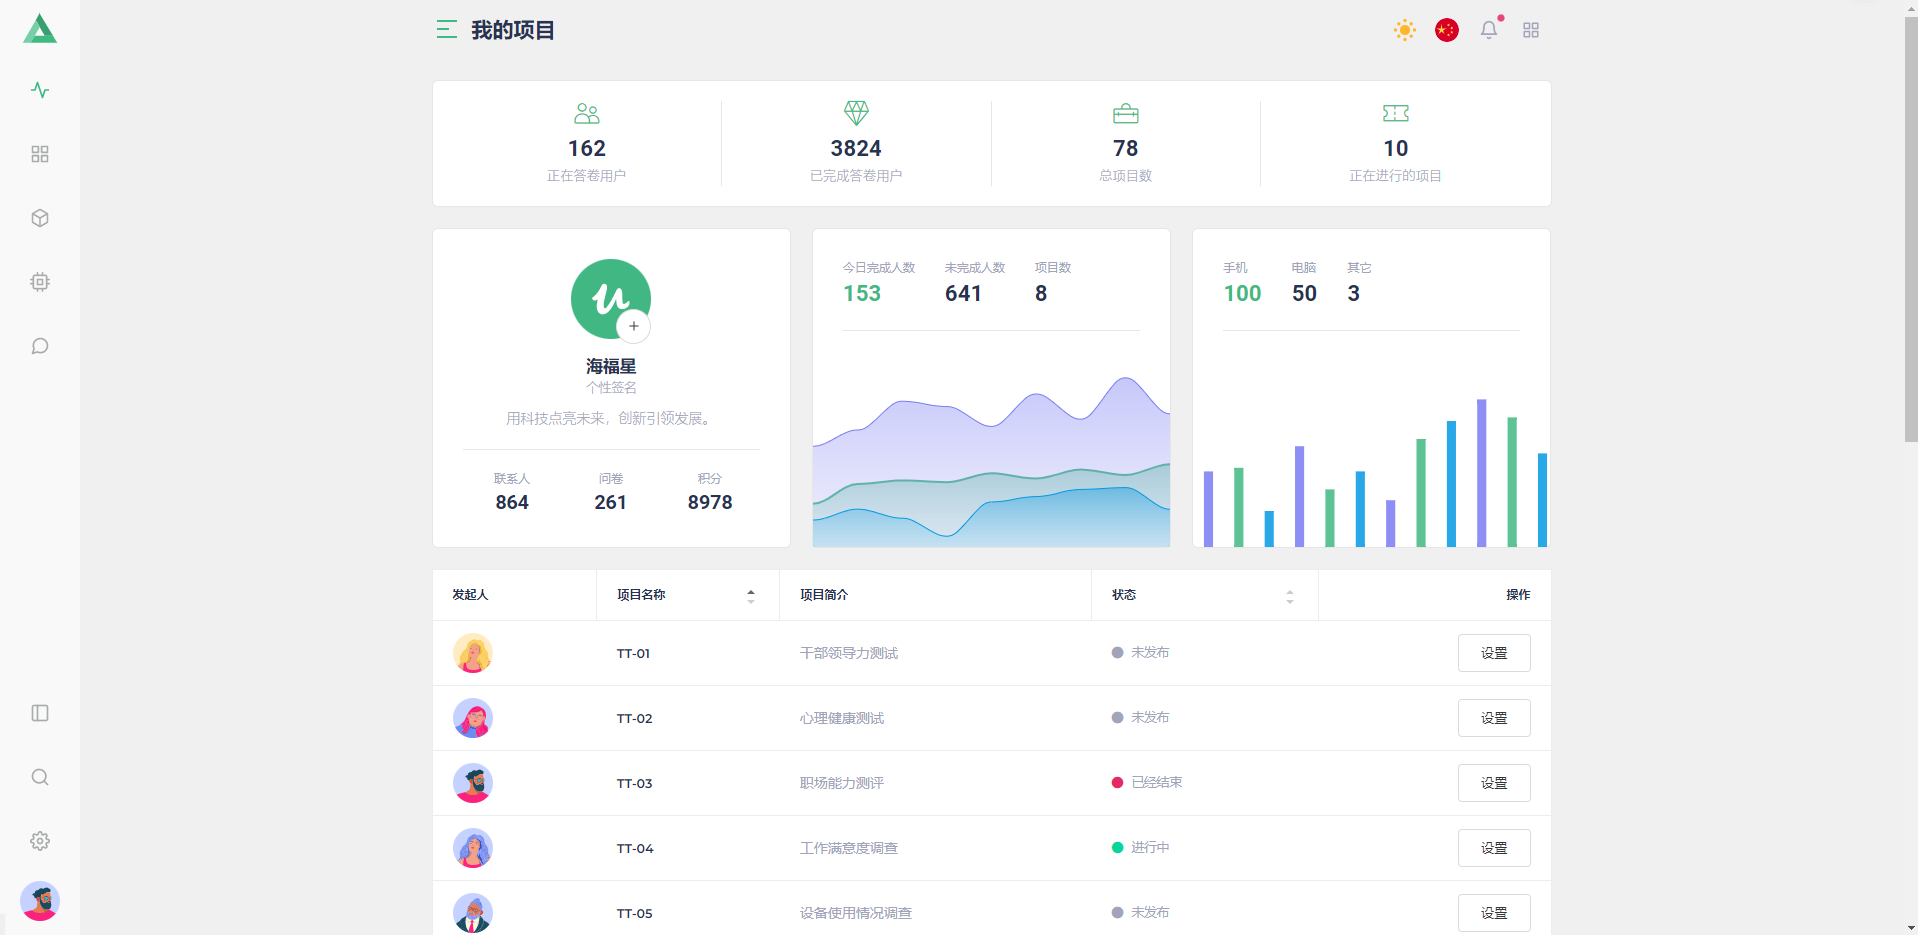 我的项目
162
正在答卷用户
3824
已完成答卷用户
78
总项目数
10
正在进行的项目
海福星
个性签名
用科技点亮未来，创新引领发展。
联系人 问卷 积分
864 261 8978
今日完成人数 未完成人数 项目数
153 641 8
手机 电脑 其它
100 50 3
发起人 项目名称 项目简介 状态 操作
TT-01 干部领导力测试 未发布 设置
TT-02 心理健康测试 未发布 设置
TT-03 职场能力测评 已经结束 设置
TT-04 工作满意度调查 进行中 设置
TT-05 设备使用情况调查 未发布 设置